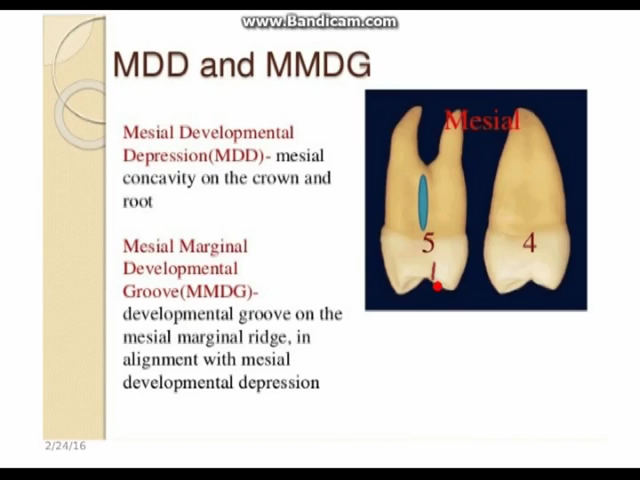 www.Bandicam.com
MDD and MMDG
Mesial Developmental
Depression(MDD)- mesial
concavity on the crown and
root
Mesial Marginal
Developmental
Groove(MMDG)-
developmental groove on the
mesial marginal ridge, in
alignment with mesial
developmental depression
Mesial
5 4
2/24/16